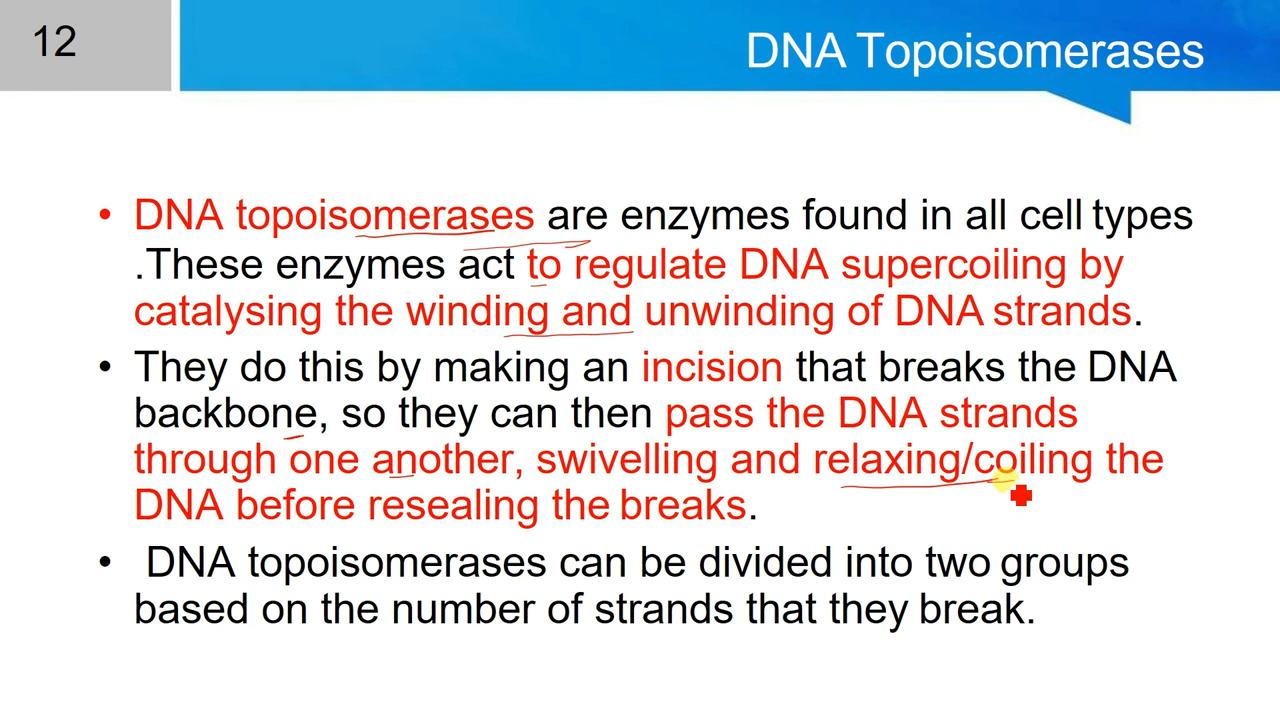 12
DNA Topoisomerases
• DNA topoisomerases are enzymes found in all cell types
.These enzymes act to regulate DNA supercoiling by
catalysing the winding and unwinding of DNA strands.
• They do this by making an incision that breaks the DNA
backbone, so they can then pass the DNA strands
through one another, swivelling and relaxing/coiling the
DNA before resealing the breaks.
• DNA topoisomerases can be divided into two groups
based on the number of strands that they break.